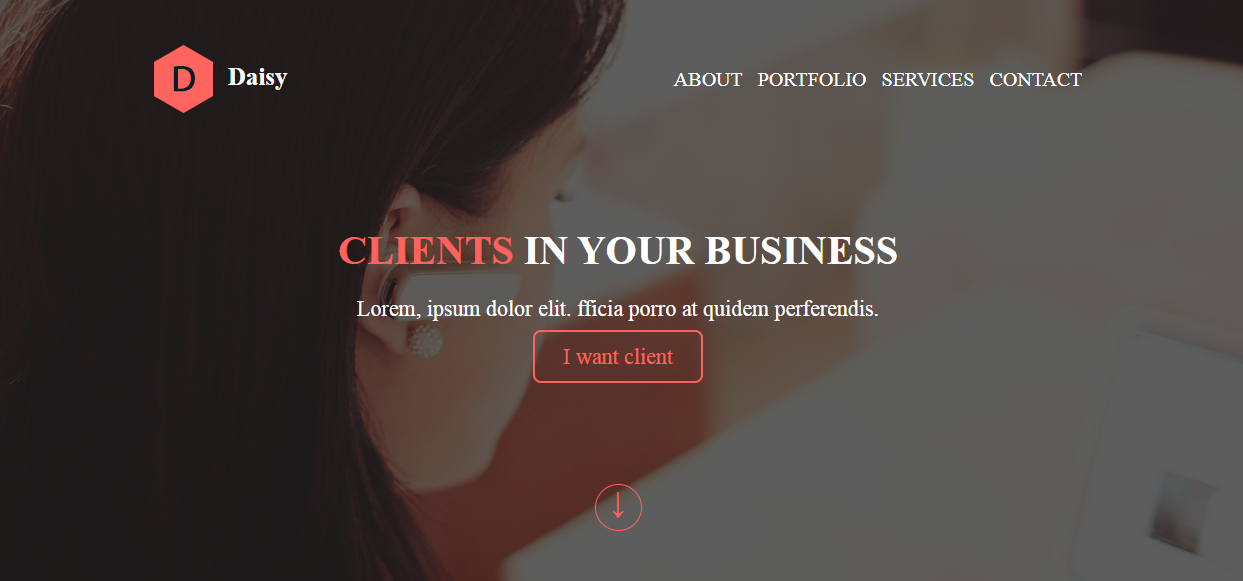 D Daisy
ABOUT PORTFOLIO SERVICES CONTACT
CLIENTS IN YOUR BUSINESS
Lorem, ipsum dolor elit. fficia porro at quidem perferendis.
I want client